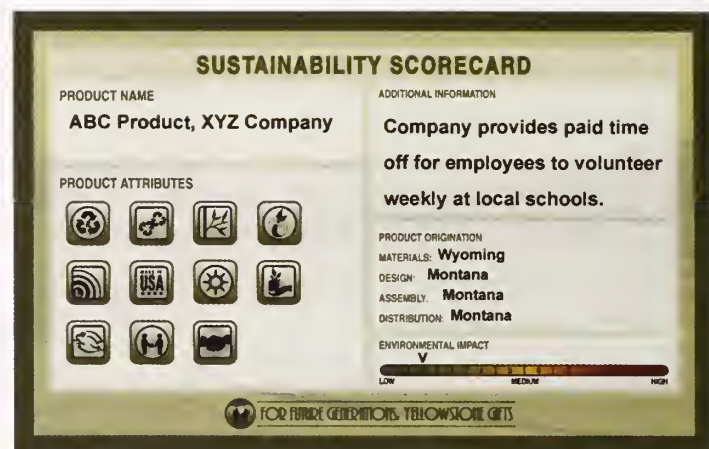 SUSTAINABILITY SCORECARD
PRODUCT NAME
ABC Product, XYZ Company
PRODUCT ATTRIBUTES
MADE IN
USA
ADDITIONAL INFORMATION
Company provides paid time
off for employees to volunteer
weekly at local schools.
PRODUCT ORIGINATION
MATERIALS: Wyoming
DESIGN: Montana
ASSEMBLY: Montana
DISTRIBUTION: Montana
ENVIRONMENTAL IMPACT
V
LOW MEDIUM HIGH
FOR FUTURE GENERATIONS: YELLOWSTONE GIFTS